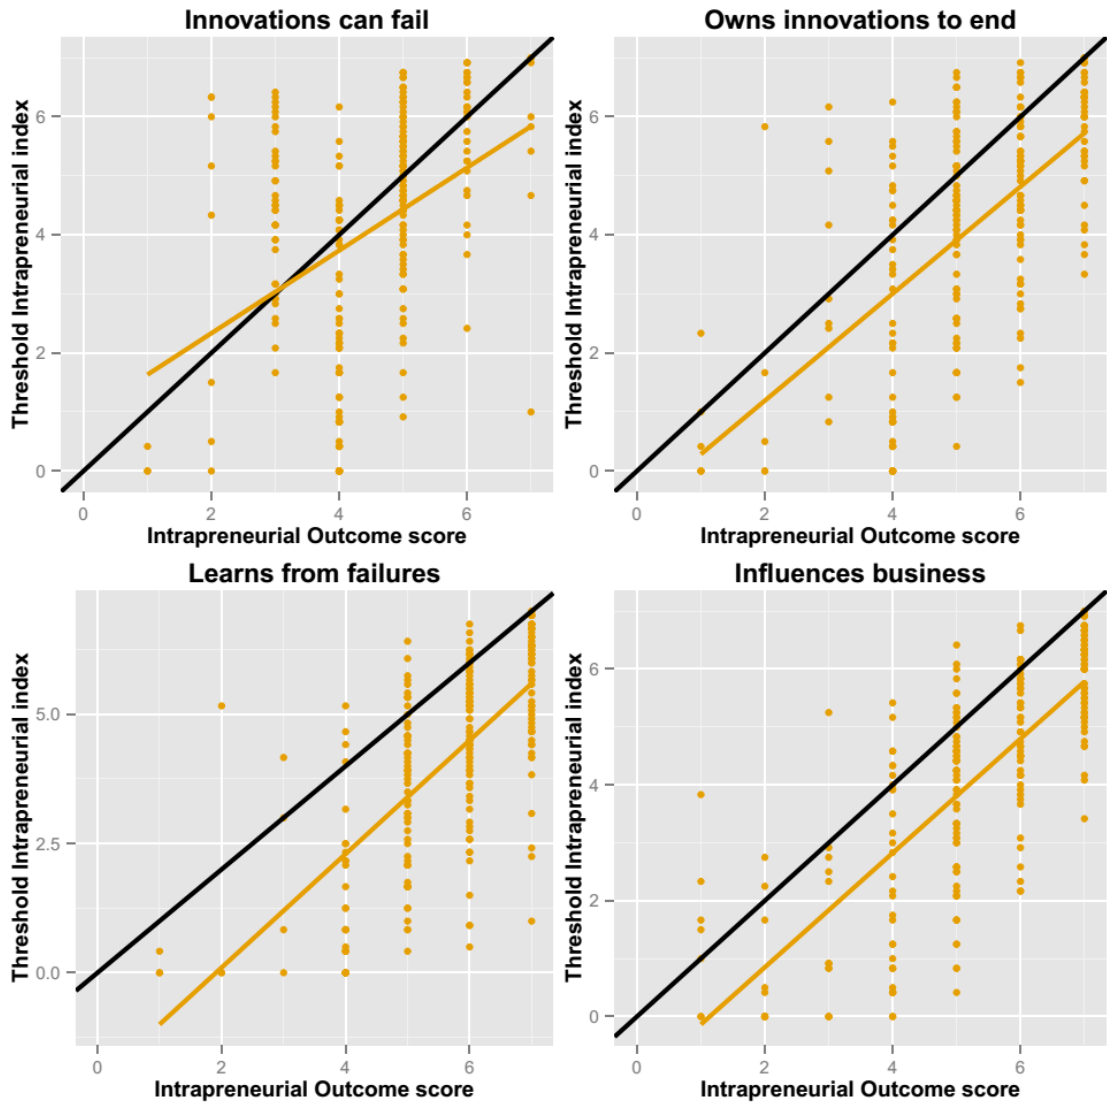 Innovations can fail
Threshold Intrapreneurial index
6
4
2
0
0 2 4 6
Intrapreneurial Outcome score
Owns innovations to end
Threshold Intrapreneurial index
6
4
2
0
0 2 4 6
Intrapreneurial Outcome score
Learns from failures
Threshold Intrapreneurial index
5.0
2.5
0.0
0 2 4 6
Intrapreneurial Outcome score
Influences business
Threshold Intrapreneurial index
6
4
2
0
0 2 4 6
Intrapreneurial Outcome score